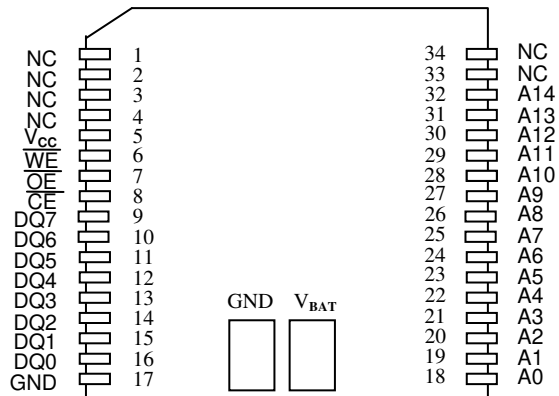 NC 1 34 NC
NC 2 33 NC
NC 3 32 A14
NC 4 31 A13
VCC 5 30 A12
WE 6 29 A11
OE 7 28 A10
CE 8 27 A9
DQ7 9 26 A8
DQ6 10 25 A7
DQ5 11 24 A6
DQ4 12 23 A5
DQ3 13 22 A4
DQ2 14 21 A3
DQ1 15 20 A2
DQ0 16 19 A1
GND 17 18 A0
GND VBAT